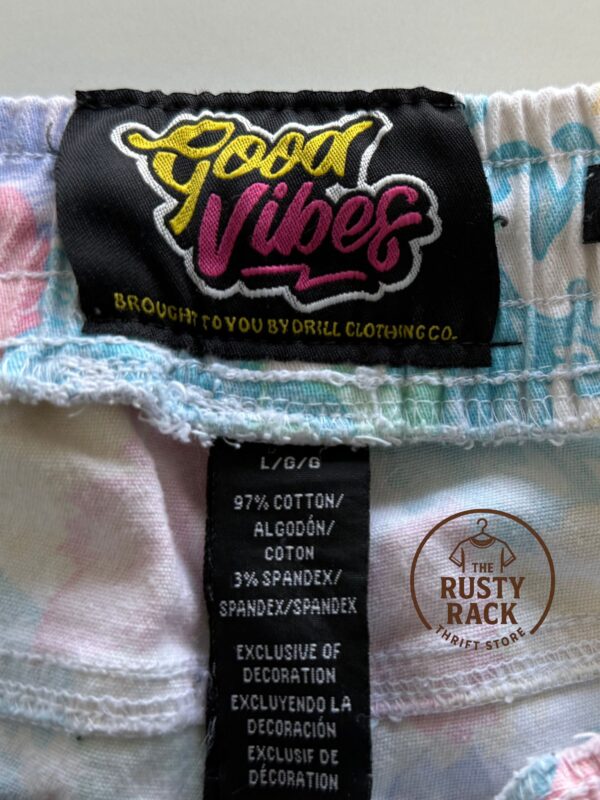 Good
Vibes
BROUGHT TO YOU BY DRILL CLOTHING CO.
L/G/G
97% COTTON/
ALGODÓN/
COTON
3% SPANDEX/
SPANDEX/SPANDEX
EXCLUSIVE OF
DECORATION
EXCLUYENDO LA
DECORACIÓN
EXCLUSIF DE
DÉCORATION
THE
RUSTY
RACK
THRIFT STORE